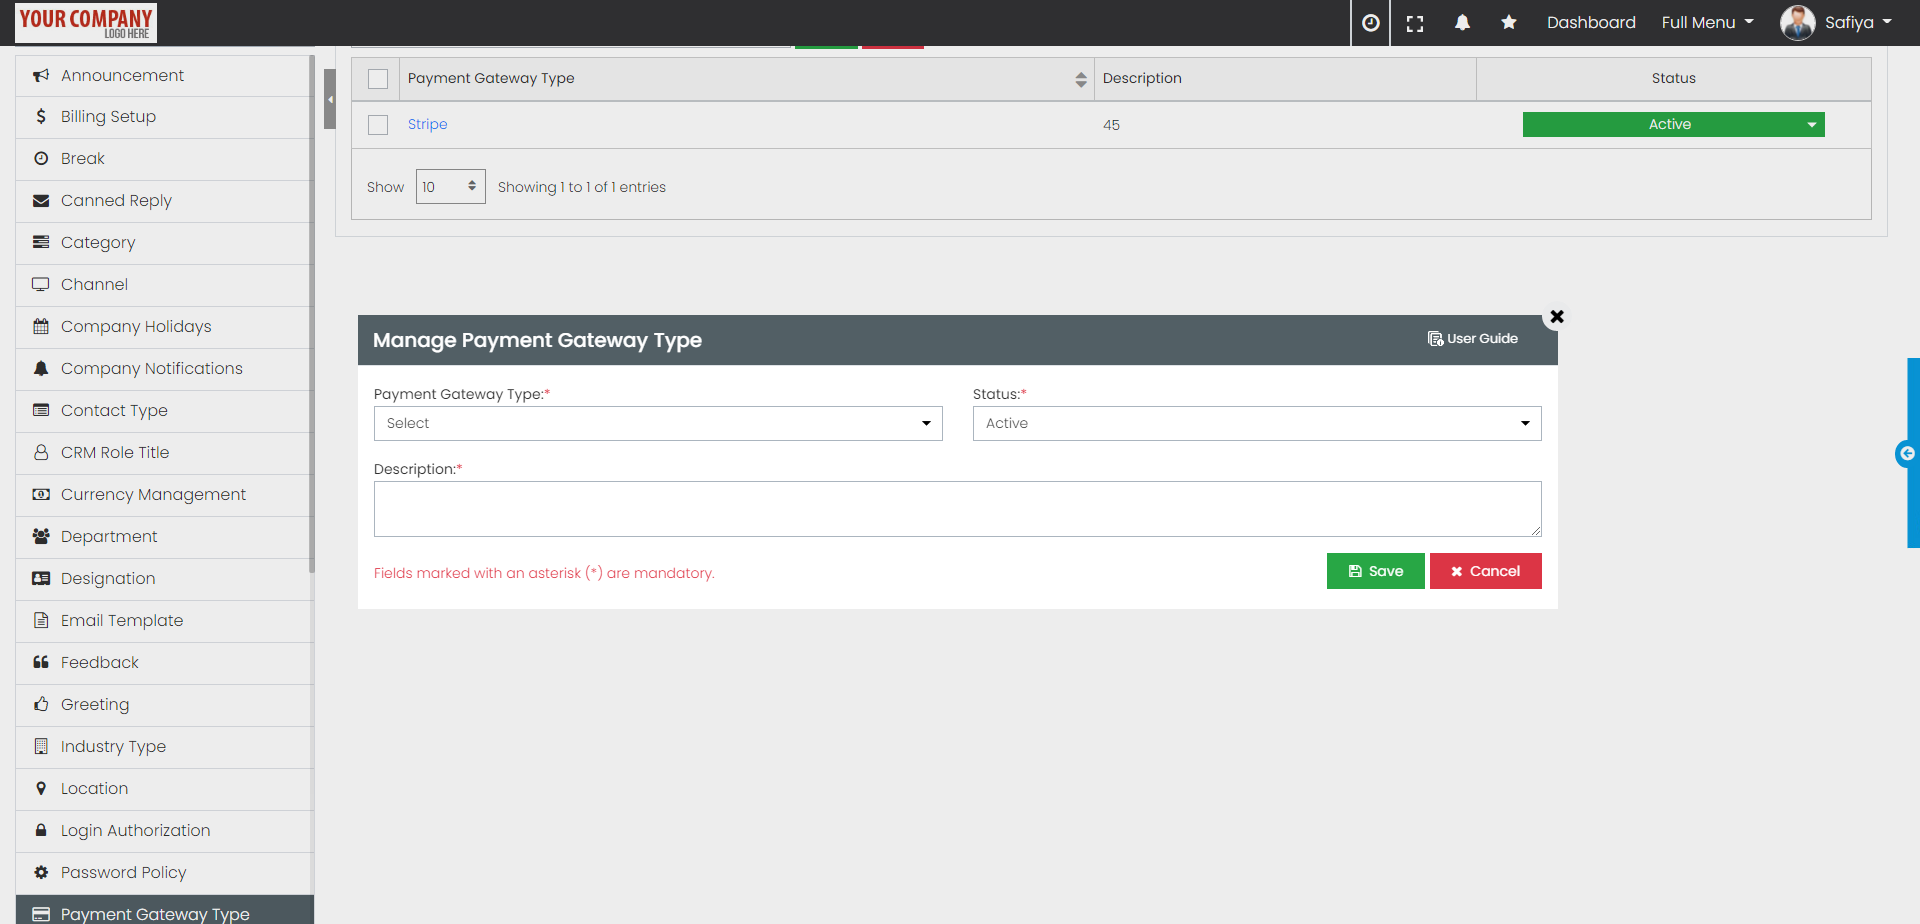 YOUR COMPANY
LOGO HERE
Dashboard
Full Menu
Safiya
Announcement
Billing Setup
Break
Canned Reply
Category
Channel
Company Holidays
Company Notifications
Contact Type
CRM Role Title
Currency Management
Department
Designation
Email Template
Feedback
Greeting
Industry Type
Location
Login Authorization
Password Policy
Payment Gateway Type
Payment Gateway Type Description Status
Stripe 45 Active
Show 10 Showing 1 to 1 of 1 entries
Manage Payment Gateway Type
User Guide
Payment Gateway Type:* Status:*
Select Active
Description:*
Fields marked with an asterisk (*) are mandatory.
Save Cancel